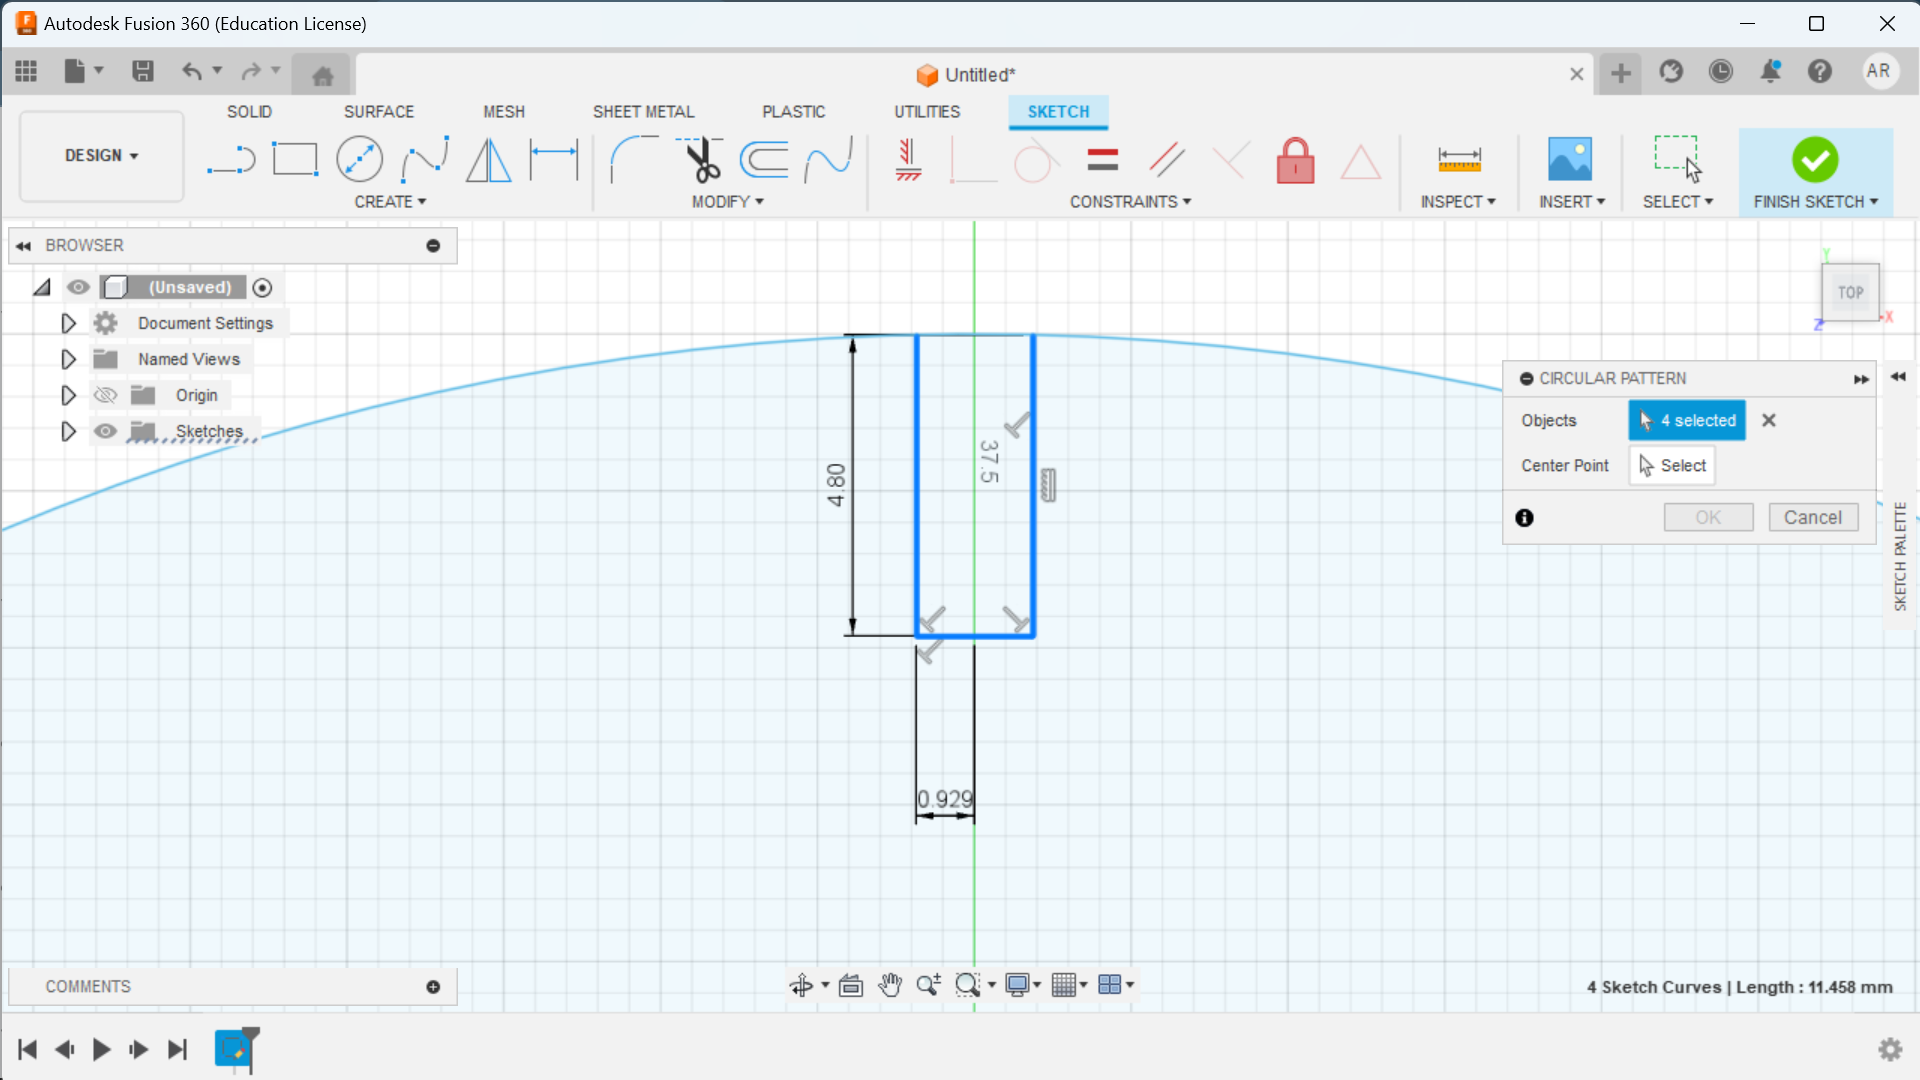 Autodesk Fusion 360 (Education License)
Untitled*
AR
SOLID SURFACE MESH SHEET METAL PLASTIC UTILITIES SKETCH
DESIGN
CREATE MODIFY CONSTRAINTS INSPECT INSERT SELECT FINISH SKETCH
BROWSER
(Unsaved)
Document Settings
Named Views
Origin
Sketches
Y
TOP
X
Z
CIRCULAR PATTERN
Objects 4 selected
Center Point Select
OK Cancel
SKETCH PALETTE
37.5
4.80
0.929
COMMENTS
4 Sketch Curves | Length : 11.458 mm